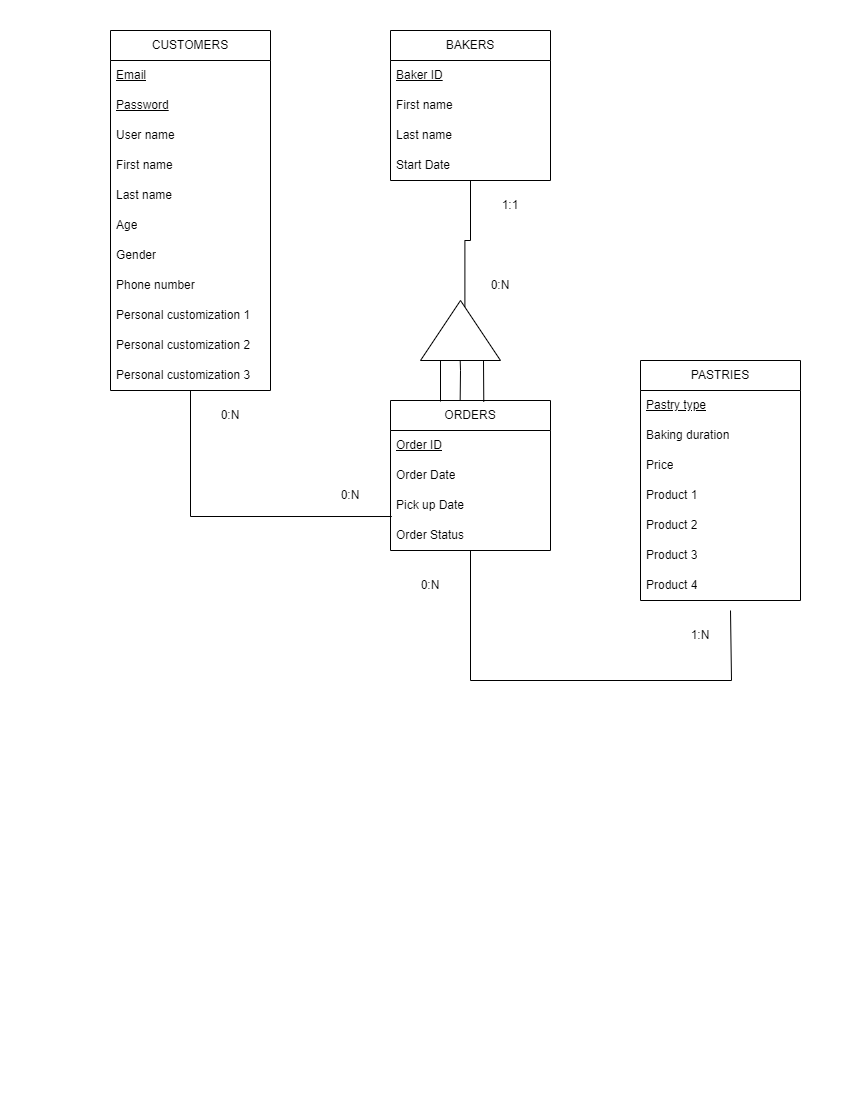 CUSTOMERS
Email
Password
User name
First name
Last name
Age
Gender
Phone number
Personal customization 1
Personal customization 2
Personal customization 3
0:N
0:N
BAKERS
Baker ID
First name
Last name
Start Date
1:1
0:N
ORDERS
Order ID
Order Date
Pick up Date
Order Status
0:N
PASTRIES
Pastry type
Baking duration
Price
Product 1
Product 2
Product 3
Product 4
1:N